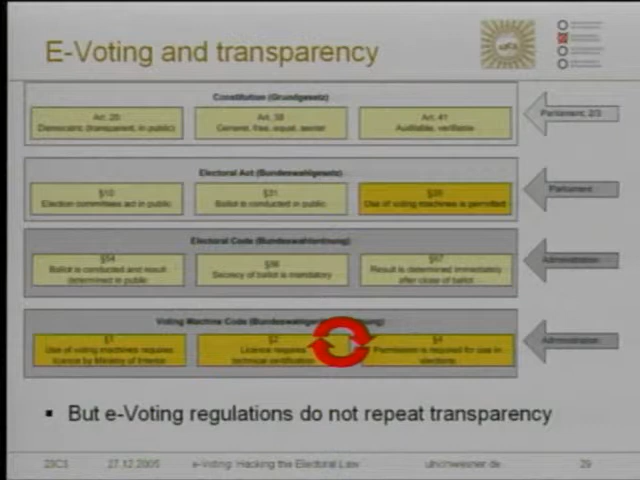 E-Voting and transparency
Constitution (Grundgesetz)
Art. 20
Democratic (transparent, in public)
Art. 38
General, free, equal, secret
Art. 41
Auditable, verifiable
Parliament, 2/3
Electoral Act (Bundeswahlgesetz)
§10
Election committees act in public
§31
Ballot is conducted in public
§35
Use of voting machines is permitted
Parliament
Electoral Code (Bundeswahlordnung)
§54
Ballot is conducted and result
determined in public
Secrecy of ballot is mandatory
§67
Result is determined immediately
after close of ballot
Administration
Voting Machine Code
§1
Use of voting machines requires
licence by Ministry of Interior
§2
Licence requires
technical certification
§4
Permission is required for use in
elections
Administration
▪ But e-Voting regulations do not repeat transparency
22C3 27.12.2005 e-Voting: Hacking the Electoral Law ulrichwiesner.de 29